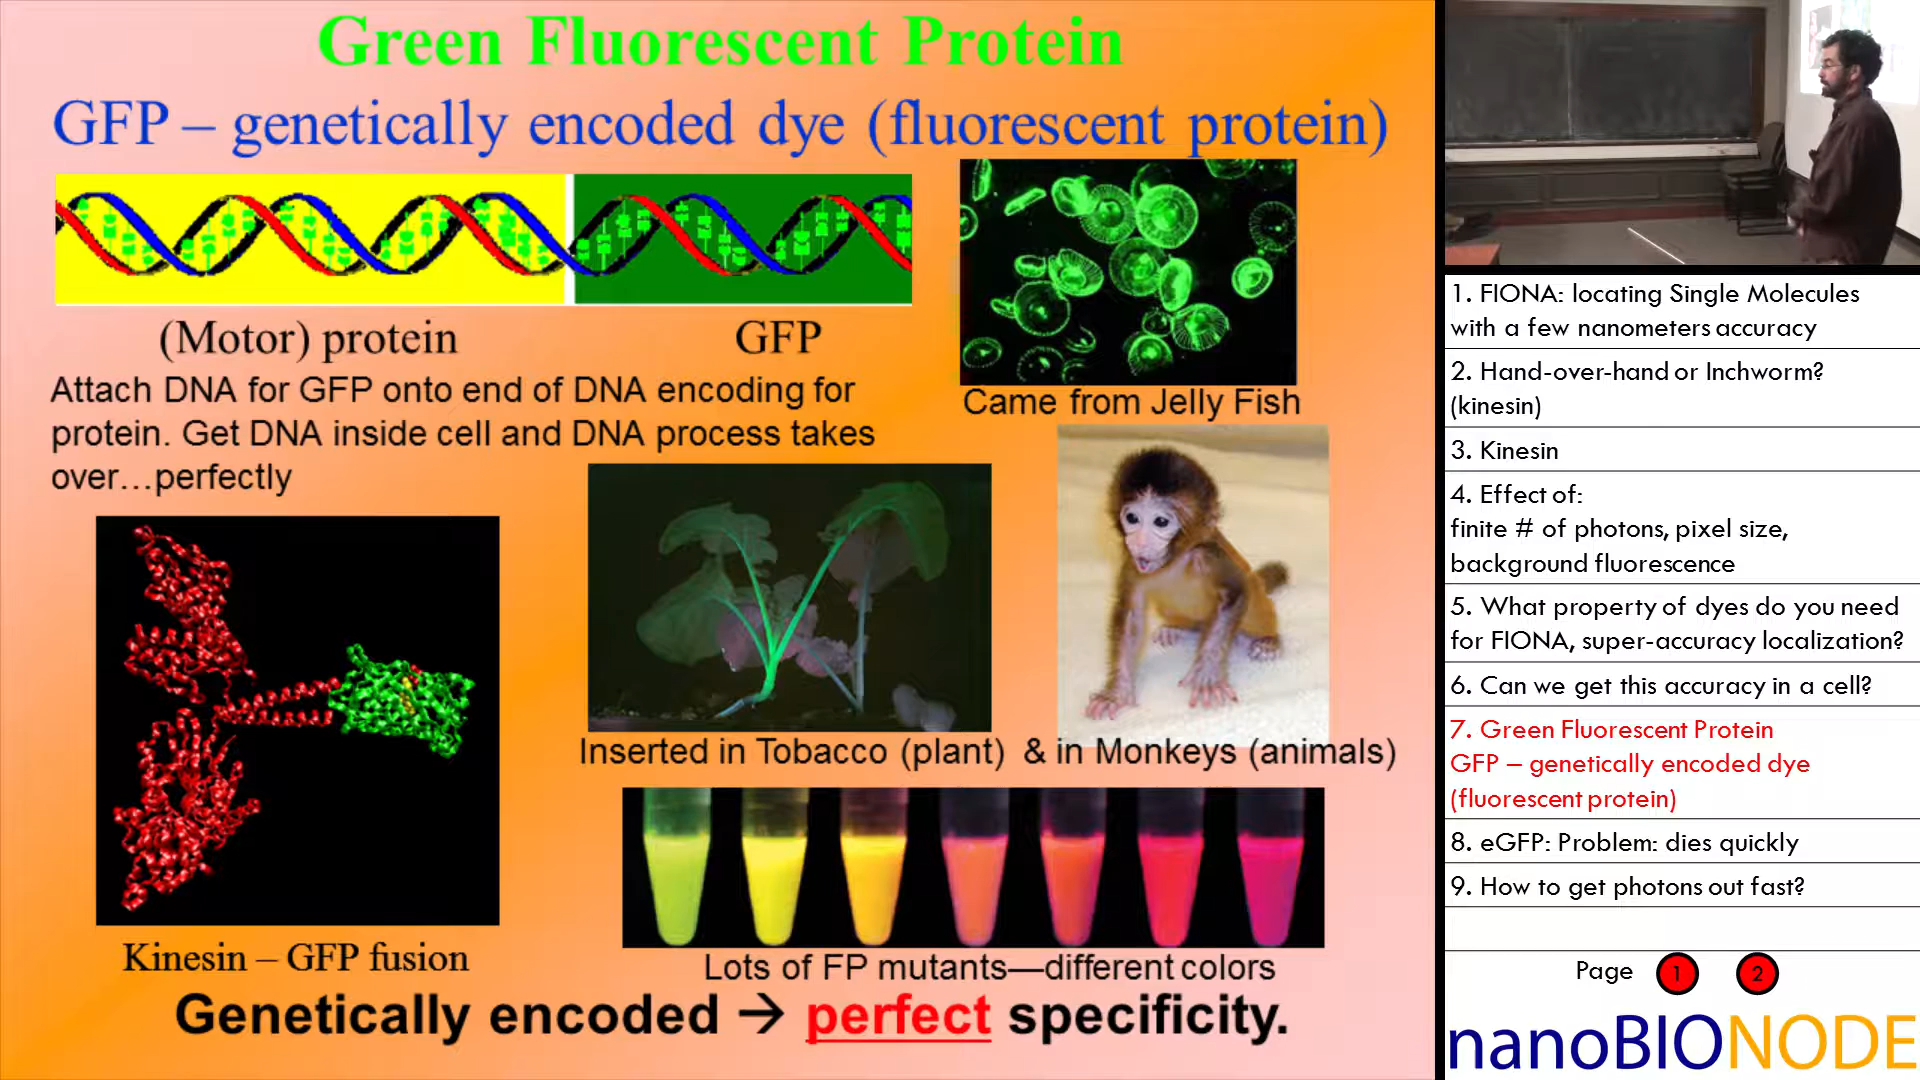 Green Fluorescent Protein
GFP – genetically encoded dye (fluorescent protein)
(Motor) protein
GFP
Attach DNA for GFP onto end of DNA encoding for
protein. Get DNA inside cell and DNA process takes
over…perfectly
Came from Jelly Fish
Inserted in Tobacco (plant) & in Monkeys (animals)
Kinesin – GFP fusion
Lots of FP mutants—different colors
Genetically encoded → perfect specificity.
1. FIONA: locating Single Molecules
with a few nanometers accuracy
2. Hand-over-hand or Inchworm?
(kinesin)
3. Kinesin
4. Effect of:
finite # of photons, pixel size,
background fluorescence
5. What property of dyes do you need
for FIONA, super-accuracy localization?
6. Can we get this accuracy in a cell?
7. Green Fluorescent Protein
GFP – genetically encoded dye
(fluorescent protein)
8. eGFP: Problem: dies quickly
9. How to get photons out fast?
Page 1 2
nanoBIONODE